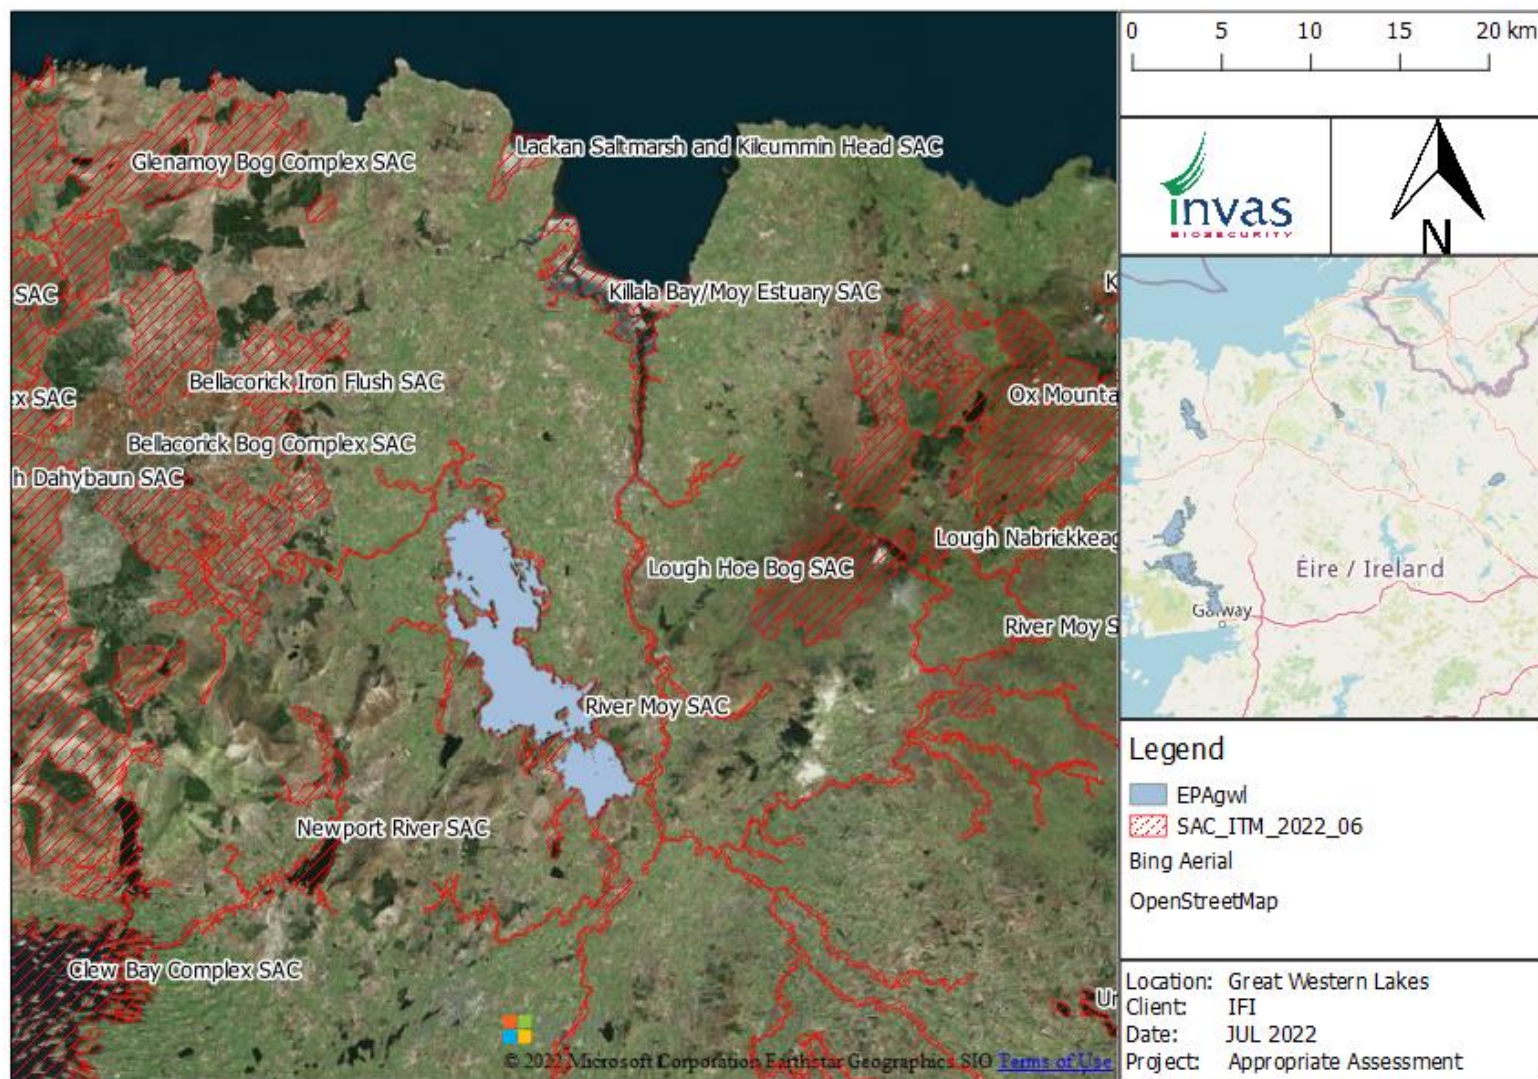 Glenamoy Bog Complex SAC
Lackan Saltmarsh and Kilcummin Head SAC
SAC
Killala Bay/Moy Estuary SAC
K
Bellacorick Iron Flush SAC
x SAC
Ox Mounta
Bellacorick Bog Complex SAC
h Dahybaun SAC
Lough Nabrickkeag
Lough Hoe Bog SAC
River Moy S
River Moy SAC
Newport River SAC
Clew Bay Complex SAC
Ur
© 2022 Microsoft Corporation Earthstar Geographics SIO Terms of Use
0 5 10 15 20 km
invas
BIOSECURITY
N
Éire / Ireland
Galway
Legend
EPAgwl
SAC_ITM_2022_06
Bing Aerial
OpenStreetMap
Location: Great Western Lakes
Client: IFI
Date: JUL 2022
Project: Appropriate Assessment